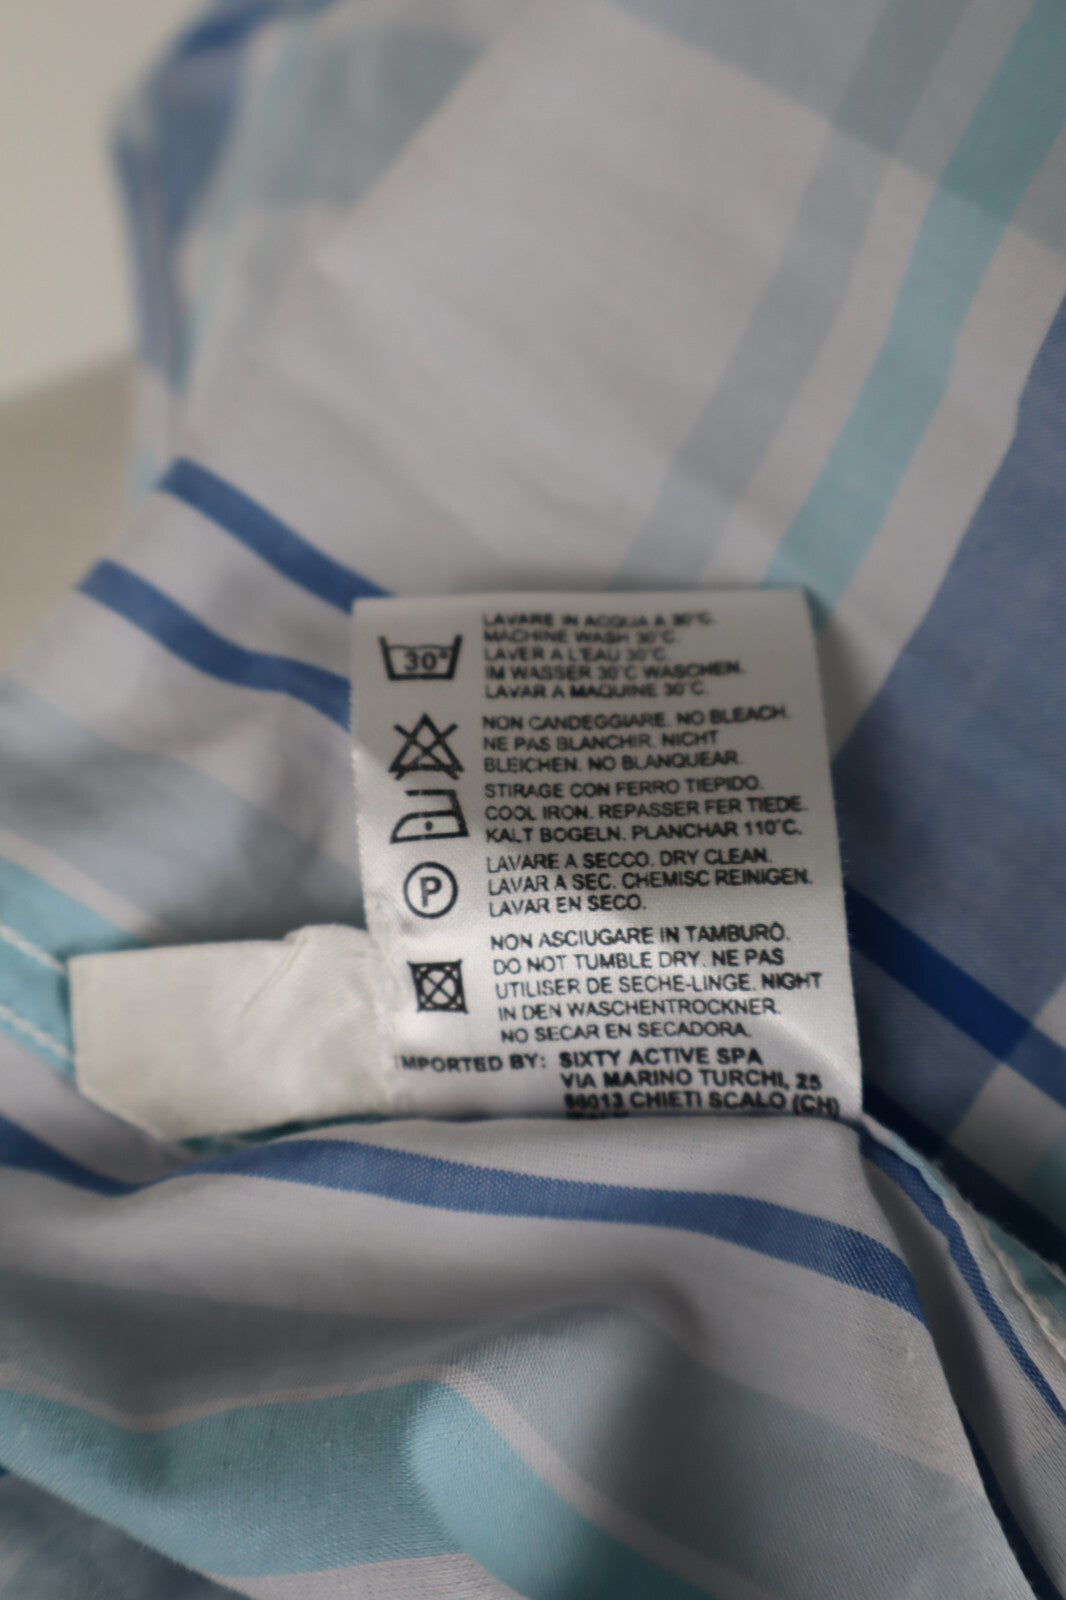 30°
LAVARE IN ACQUA A 30°C.
MACHINE WASH 30°C.
LAVER A L'EAU 30°C.
IM WASSER 30°C WASCHEN.
LAVAR A MAQUINE 30°C.
NON CANDEGGIARE. NO BLEACH.
NE PAS BLANCHIR. NICHT
BLEICHEN. NO BLANQUEAR.
STIRAGE CON FERRO TIEPIDO.
COOL IRON. REPASSER FER TIEDE.
KALT BOGELN. PLANCHAR 110°C.
P
LAVARE A SECCO. DRY CLEAN.
LAVAR A SEC. CHEMISC REINIGEN.
LAVAR EN SECO.
NON ASCIUGARE IN TAMBURO.
DO NOT TUMBLE DRY. NE PAS
UTILISER DE SECHE-LINGE. NIGHT
IN DEN WASCHENTROCKNER.
NO SECAR EN SECADORA.
IMPORTED BY: SIXTY ACTIVE SPA
VIA MARINO TURCHI, 25
66013 CHIETI SCALO (CH)